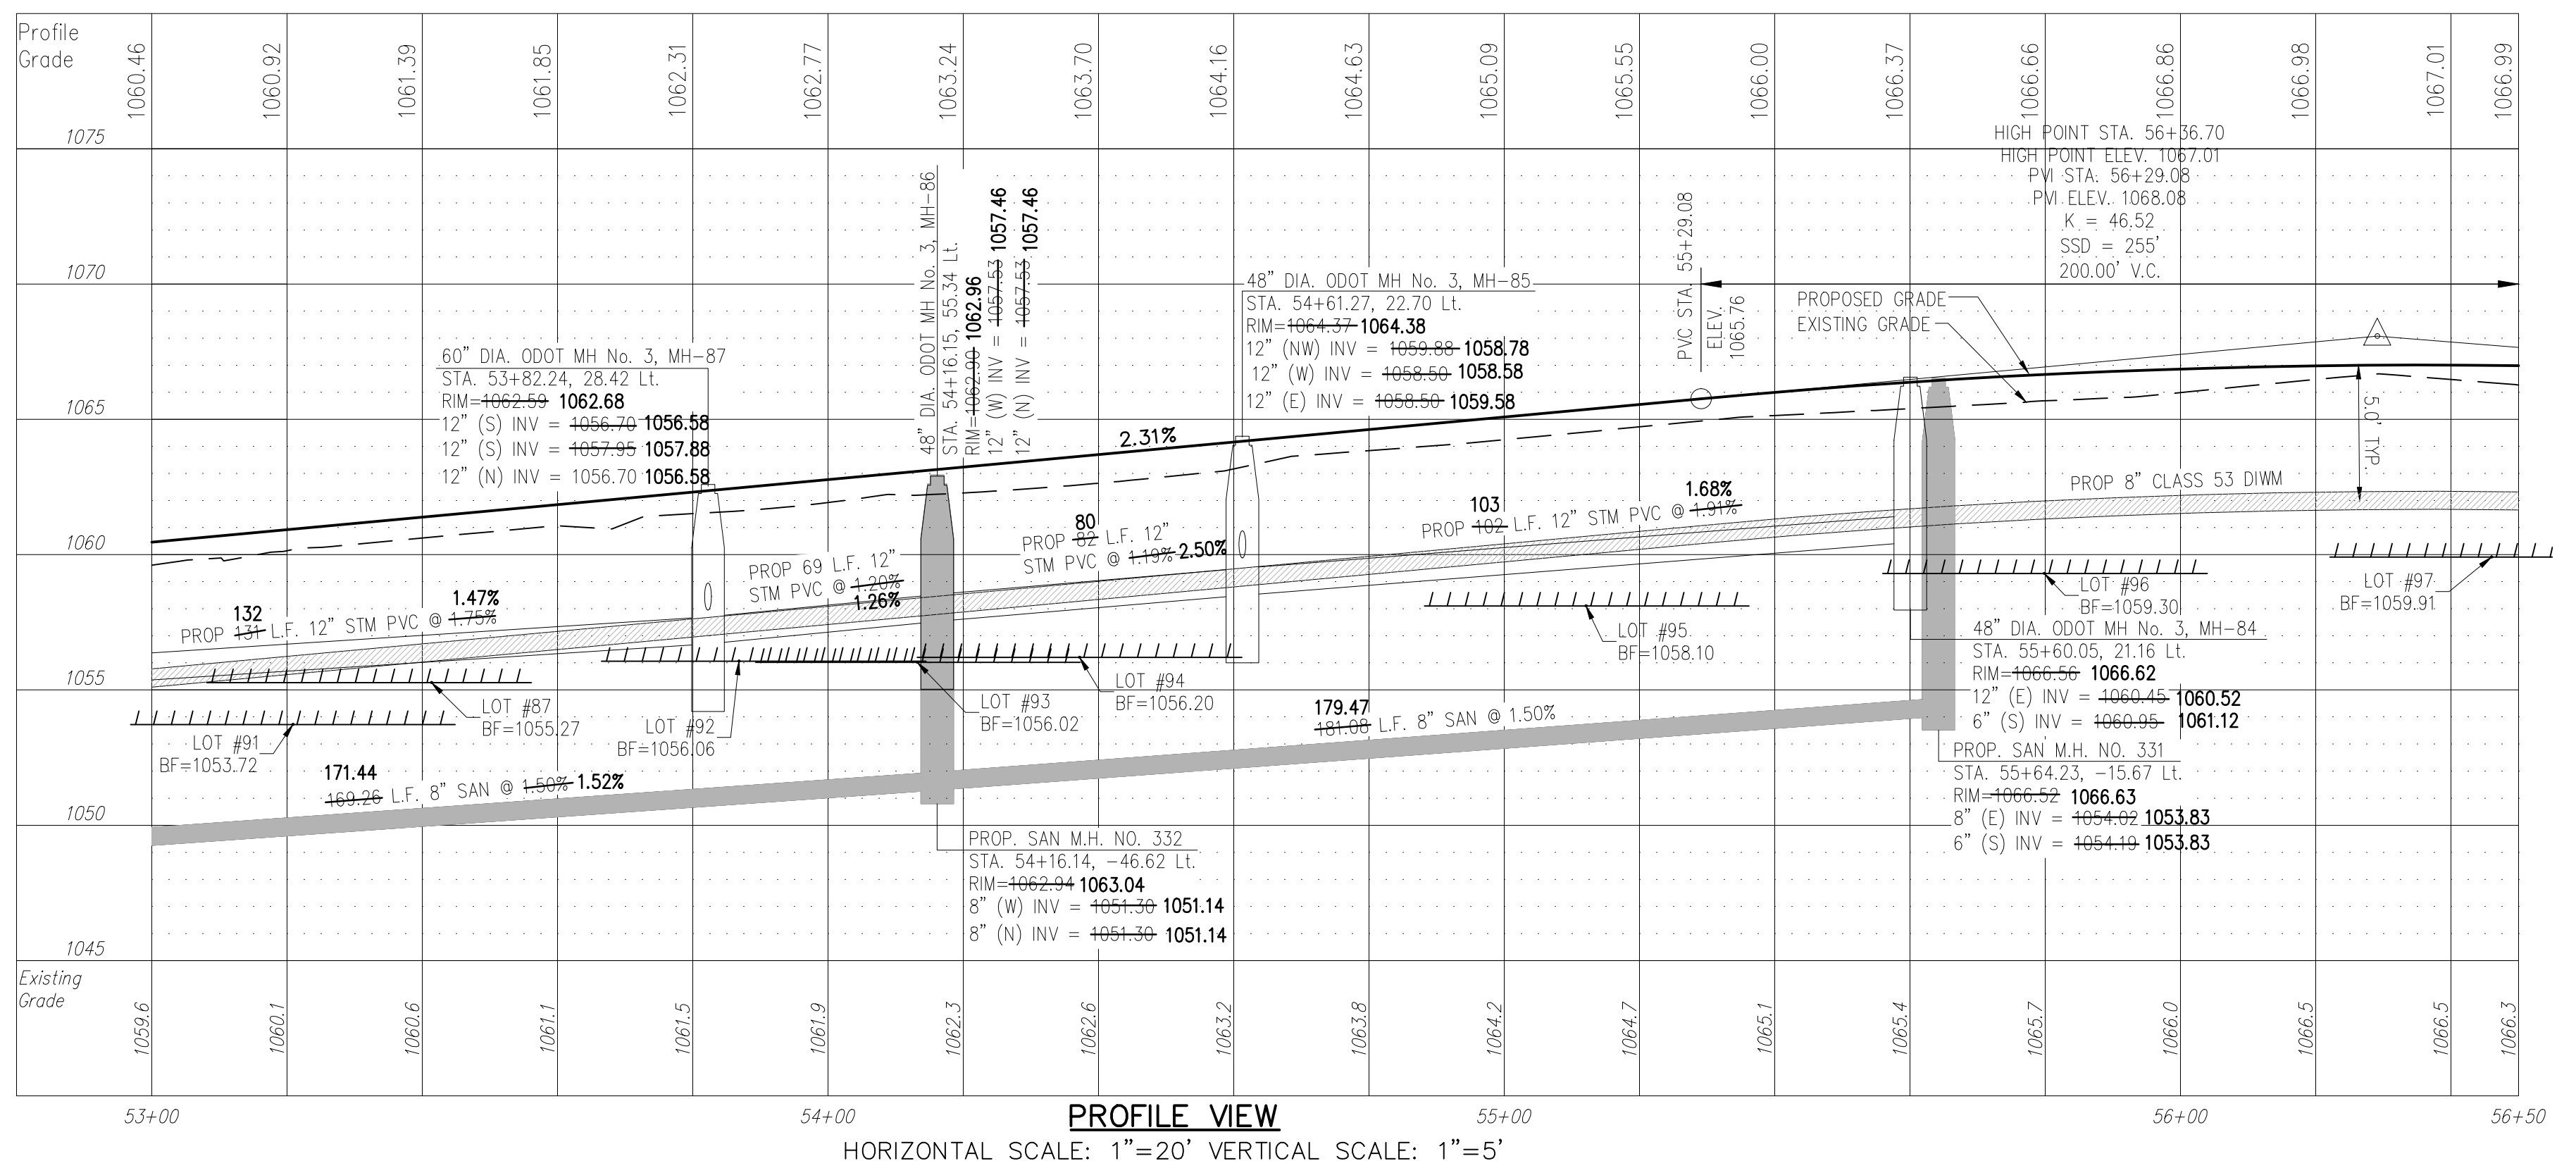 Profile
Grade
1060.46
1060.92
1061.39
1061.85
1062.31
1062.77
1063.24
1063.70
1064.16
1064.63
1065.09
1065.55
1066.00
1066.37
1066.66
1066.86
1066.98
1067.01
1066.99
1075
1070
1065
1060
1055
1050
1045
HIGH POINT STA. 56+36.70
HIGH POINT ELEV. 1067.01
PVI STA. 56+29.08
PVI ELEV. 1068.08
K = 46.52
SSD = 255'
200.00' V.C.
PVC STA. 55+29.08
ELEV.
1065.76
PROPOSED GRADE
EXISTING GRADE
60" DIA. ODOT MH No. 3, MH-87
STA. 53+82.24, 28.42 Lt.
RIM=1062.59 1062.68
12" (S) INV = 1056.70 1056.58
12" (S) INV = 1057.95 1057.88
12" (N) INV = 1056.70 1056.58
48" DIA. ODOT MH No. 3, MH-86
STA. 54+16.15, 55.34 Lt.
RIM=1062.90 1062.96
12" (W) INV = 1057.53 1057.46
12" (N) INV = 1057.53 1057.46
48" DIA. ODOT MH No. 3, MH-85
STA. 54+61.27, 22.70 Lt.
RIM=1064.37 1064.38
12" (NW) INV = 1059.88 1058.78
12" (W) INV = 1058.50 1058.58
12" (E) INV = 1058.50 1059.58
2.31%
5.0' TYP.
PROP 8" CLASS 53 DIWM
103
1.68%
PROP 102 L.F. 12" STM PVC @ 1.91%
80
PROP 82 L.F. 12"
STM PVC @ 1.19% 2.50%
PROP 69 L.F. 12"
STM PVC @ 1.20%
1.26%
132
1.47%
PROP 131 L.F. 12" STM PVC @ 1.75%
LOT #91
BF=1053.72
LOT #87
BF=1055.27
LOT #92
BF=1056.06
LOT #93
BF=1056.02
LOT #94
BF=1056.20
LOT #95
BF=1058.10
LOT #96
BF=1059.30
LOT #97
BF=1059.91
48" DIA. ODOT MH No. 3, MH-84
STA. 55+60.05, 21.16 Lt.
RIM=1066.56 1066.62
12" (E) INV = 1060.45 1060.52
6" (S) INV = 1060.95 1061.12
171.44
169.26 L.F. 8" SAN @ 1.50% 1.52%
179.47
181.08 L.F. 8" SAN @ 1.50%
PROP. SAN M.H. NO. 331
STA. 55+64.23, -15.67 Lt.
RIM=1066.52 1066.63
8" (E) INV = 1054.02 1053.83
6" (S) INV = 1054.19 1053.83
PROP. SAN M.H. NO. 332
STA. 54+16.14, -46.62 Lt.
RIM=1062.94 1063.04
8" (W) INV = 1051.30 1051.14
8" (N) INV = 1051.30 1051.14
Existing
Grade
1059.6
1060.1
1060.6
1061.1
1061.5
1061.9
1062.3
1062.6
1063.2
1063.8
1064.2
1064.7
1065.1
1065.4
1065.7
1066.0
1066.5
1066.5
1066.3
53+00
54+00
55+00
56+00
56+50
PROFILE VIEW
HORIZONTAL SCALE: 1"=20' VERTICAL SCALE: 1"=5'